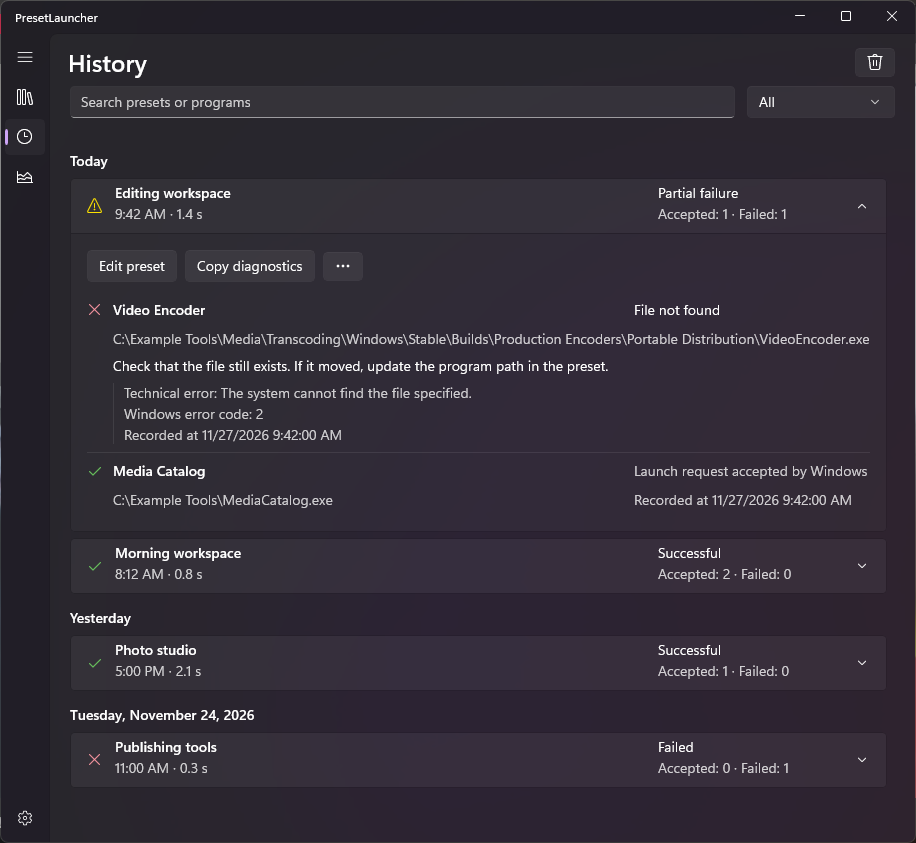 PresetLauncher
History
Search presets or programs
All
Today
Editing workspace
Partial failure
9:42 AM · 1.4 s
Accepted: 1 · Failed: 1
Edit preset
Copy diagnostics
Video Encoder
File not found
C:\Example Tools\Media\Transcoding\Windows\Stable\Builds\Production Encoders\Portable Distribution\VideoEncoder.exe
Check that the file still exists. If it moved, update the program path in the preset.
Technical error: The system cannot find the file specified.
Windows error code: 2
Recorded at 11/27/2026 9:42:00 AM
Media Catalog
Launch request accepted by Windows
C:\Example Tools\MediaCatalog.exe
Recorded at 11/27/2026 9:42:00 AM
Morning workspace
Successful
8:12 AM · 0.8 s
Accepted: 2 · Failed: 0
Yesterday
Photo studio
Successful
5:00 PM · 2.1 s
Accepted: 1 · Failed: 0
Tuesday, November 24, 2026
Publishing tools
Failed
11:00 AM · 0.3 s
Accepted: 0 · Failed: 1